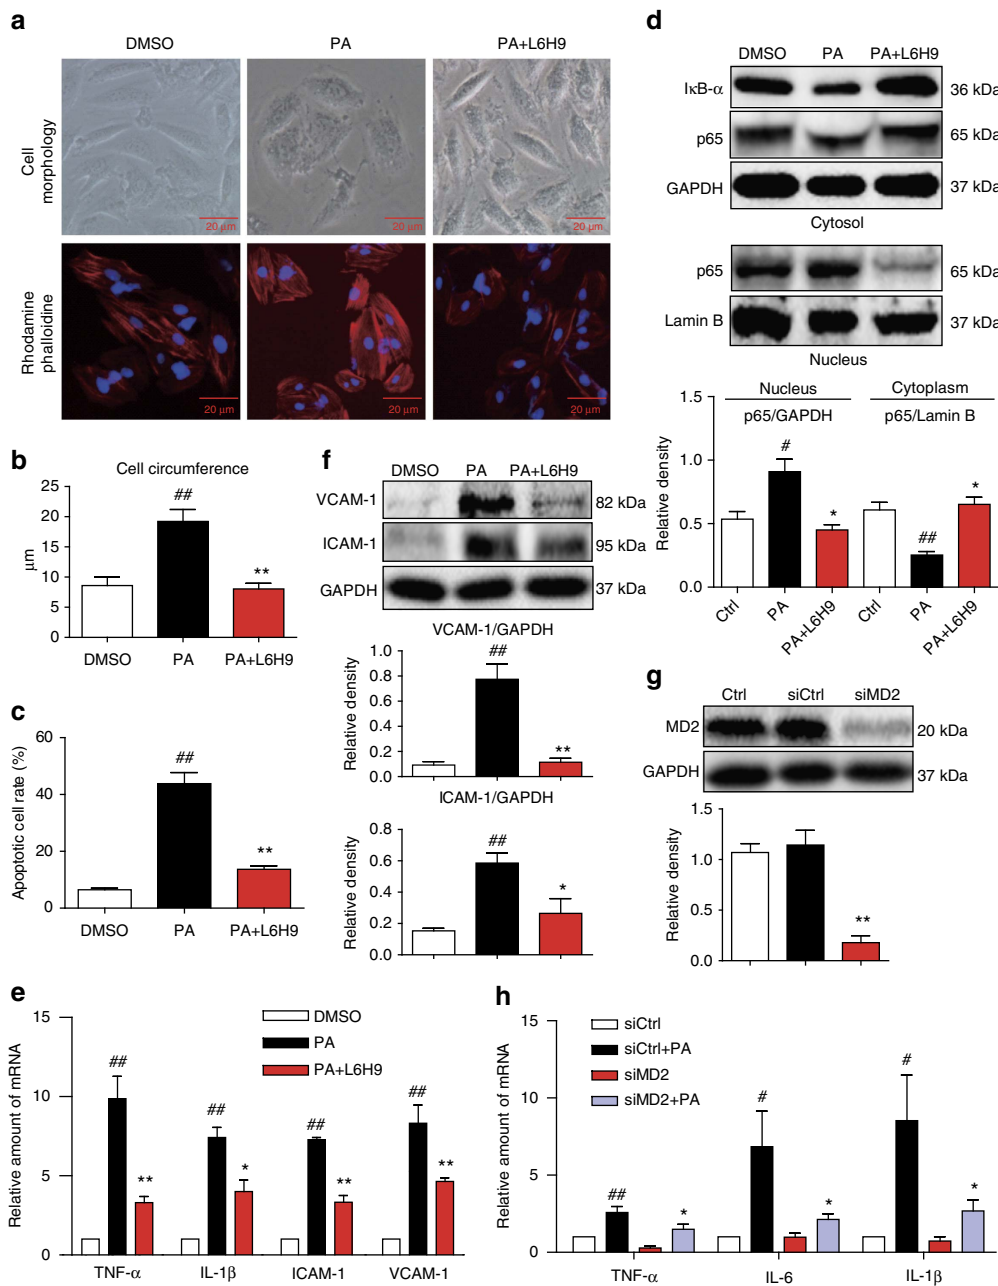 a
DMSO
PA
PA+L6H9
Cell
morphology
20 μm
20 μm
20 μm
Rhodamine
phalloidine
20 μm
20 μm
20 μm
b
Cell circumference
μm
25
20
15
10
5
0
##
**
DMSO
PA
PA+L6H9
c
Apoptotic cell rate (%)
60
40
20
0
##
**
DMSO
PA
PA+L6H9
d
DMSO
PA
PA+L6H9
IκB-α
36 kDa
p65
65 kDa
GAPDH
37 kDa
Cytosol
p65
65 kDa
Lamin B
37 kDa
Nucleus
Nucleus
Cytoplasm
p65/GAPDH
p65/Lamin B
Relative density
1.5
1.0
0.5
0.0
#
*
##
*
Ctrl
PA
PA+L6H9
Ctrl
PA
PA+L6H9
f
DMSO
PA
PA+L6H9
VCAM-1
82 kDa
ICAM-1
95 kDa
GAPDH
37 kDa
VCAM-1/GAPDH
Relative density
1.0
0.8
0.6
0.4
0.2
0.0
##
**
ICAM-1/GAPDH
Relative density
0.8
0.6
0.4
0.2
0.0
##
*
g
Ctrl
siCtrl
siMD2
MD2
20 kDa
GAPDH
37 kDa
Relative density
1.5
1.0
0.5
0.0
**
e
Relative amount of mRNA
15
10
5
0
DMSO
PA
PA+L6H9
##
**
##
*
##
**
##
**
TNF-α
IL-1β
ICAM-1
VCAM-1
h
Relative amount of mRNA
15
10
5
0
siCtrl
siCtrl+PA
siMD2
siMD2+PA
##
*
#
*
#
*
TNF-α
IL-6
IL-1β